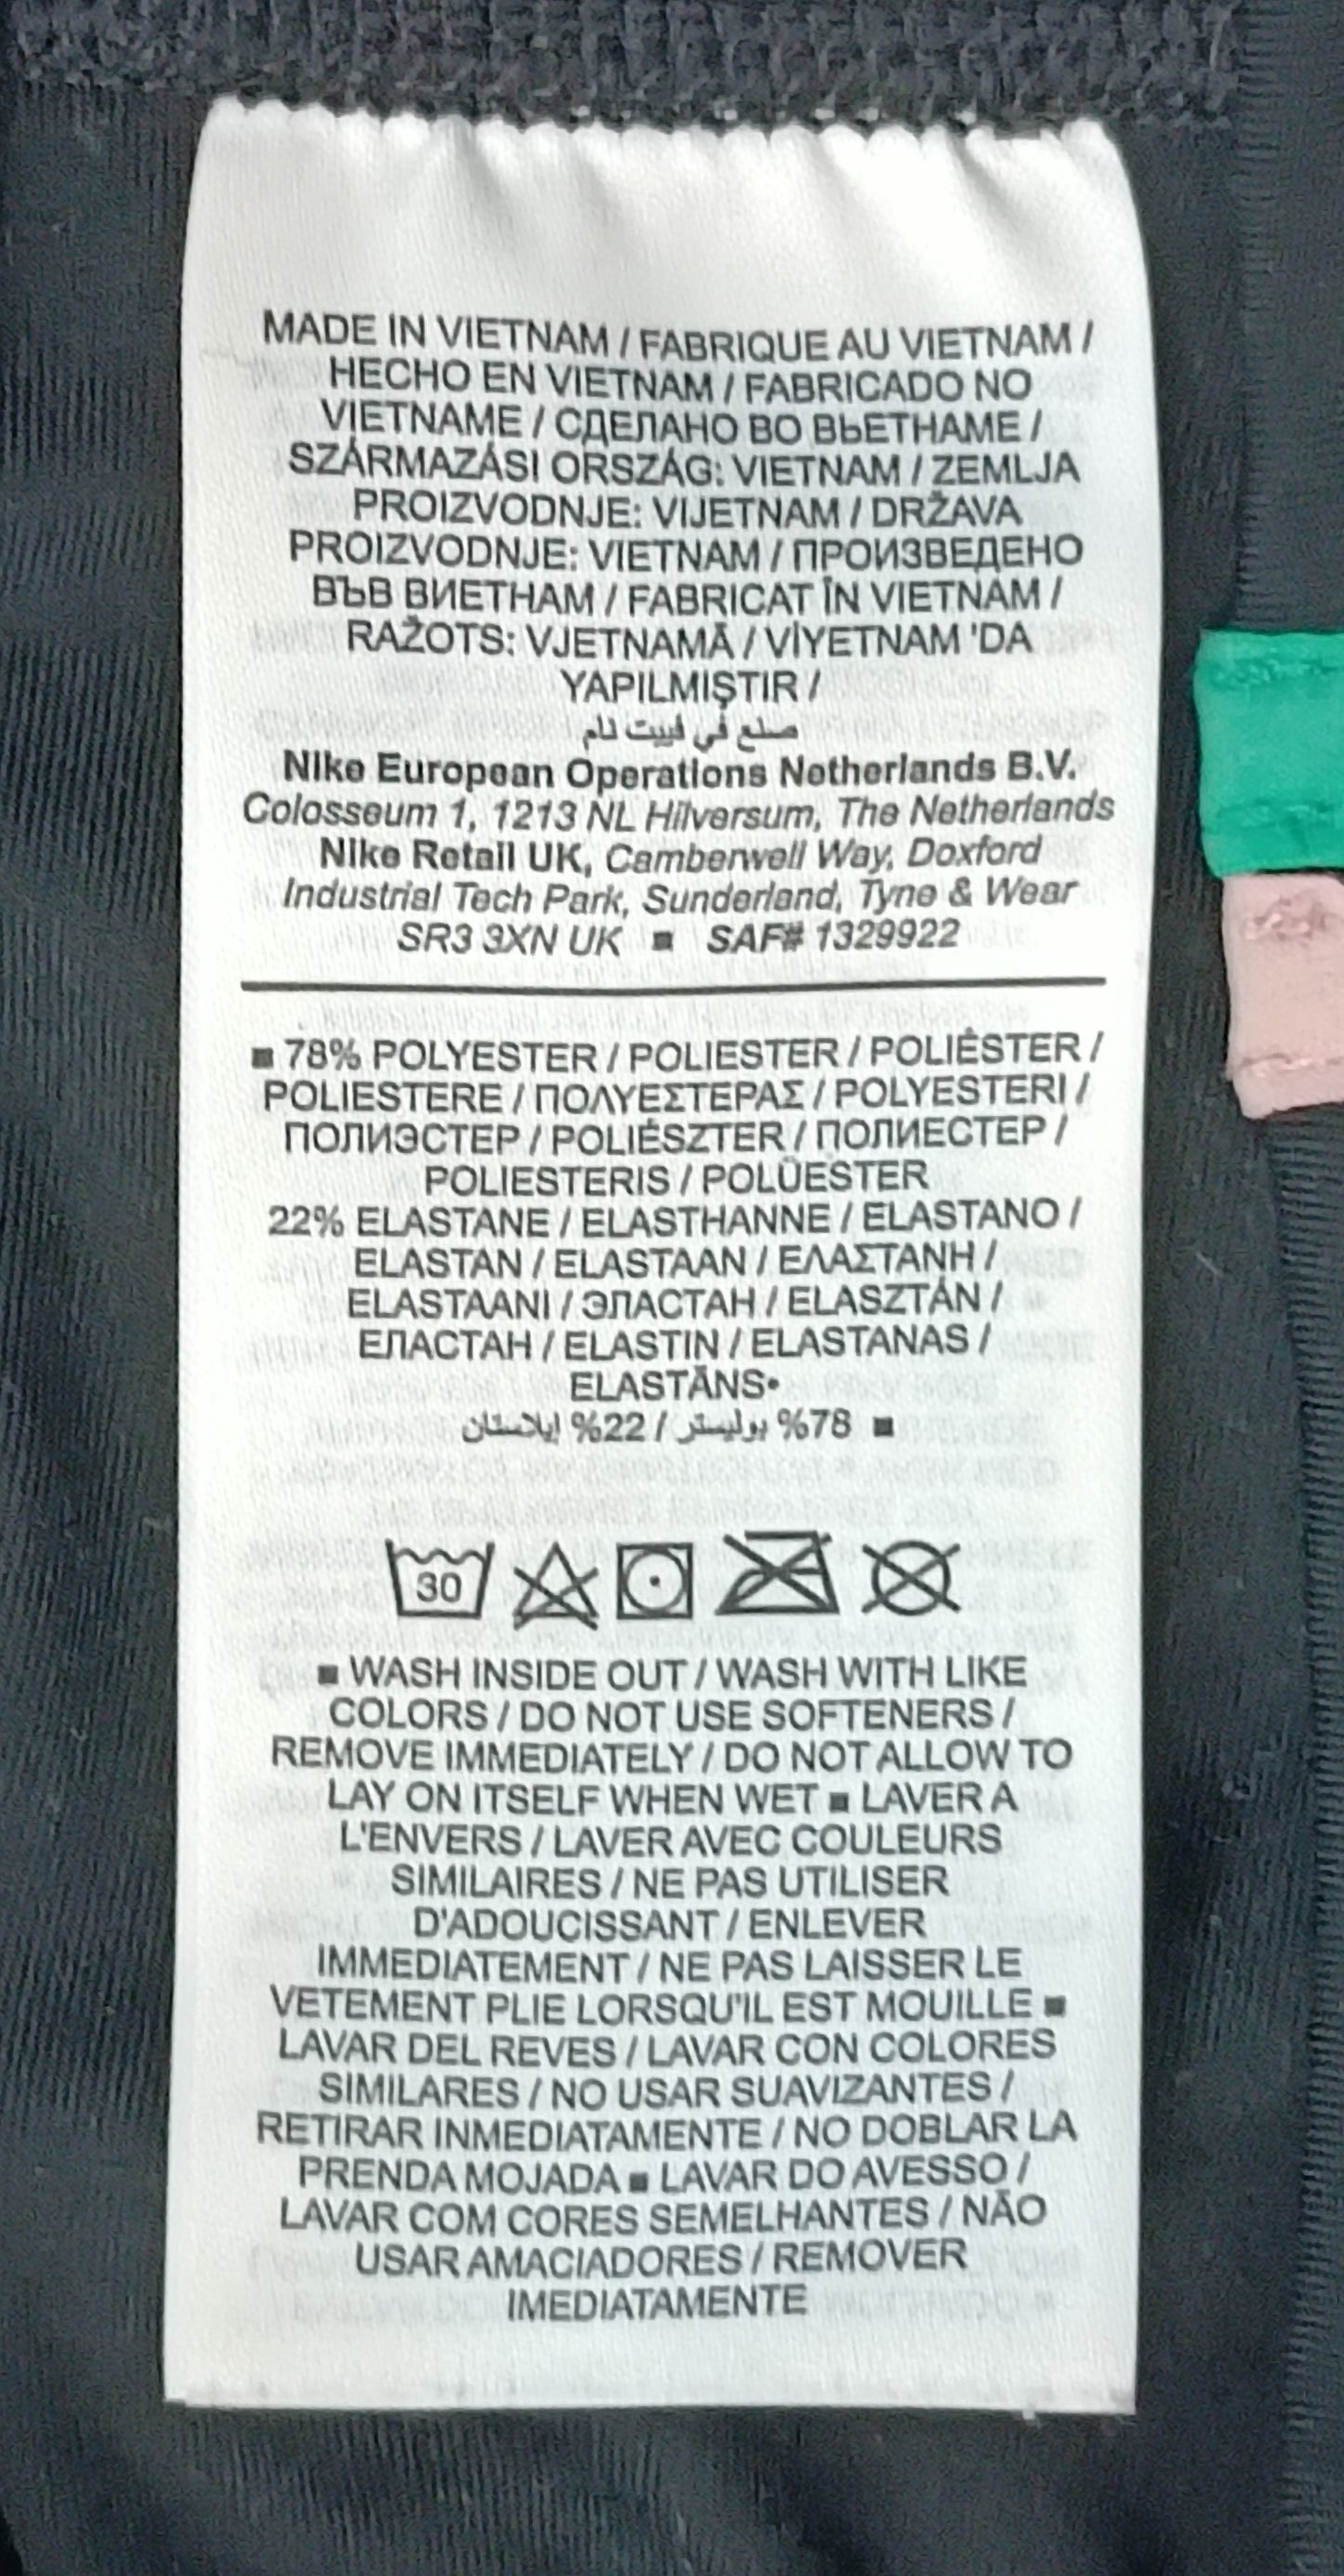 MADE IN VIETNAM / FABRIQUE AU VIETNAM /
HECHO EN VIETNAM / FABRICADO NO
VIETNAME / СДЕЛАНО ВО ВЬЕТНАМЕ /
SZÁRMAZÁSI ORSZÁG: VIETNAM / ZEMLJA
PROIZVODNJE: VIJETNAM / DRŽAVA
PROIZVODNJE: VIETNAM / ПРОИЗВЕДЕНО
ВЪВ ВИЕТНАМ / FABRICAT ÎN VIETNAM /
RAŽOTS: VJETNAMĀ / VİYETNAM 'DA
YAPILMIŞTIR /
صنع في فييت نام
Nike European Operations Netherlands B.V.
Colosseum 1, 1213 NL Hilversum, The Netherlands
Nike Retail UK, Camberwell Way, Doxford
Industrial Tech Park, Sunderland, Tyne & Wear
SR3 3XN UK ■ SAF# 1329922
■ 78% POLYESTER / POLIESTER / POLIÉSTER /
POLIESTERE / ΠΟΛΥΕΣΤΕΡΑΣ / POLYESTERI /
ПОЛИЭСТЕР / POLIÉSZTER / ПОЛИЕСТЕР /
POLIESTERIS / POLÜESTER
22% ELASTANE / ELASTHANNE / ELASTANO /
ELASTAN / ELASTAAN / ΕΛΑΣΤΑΝΗ /
ELASTAANI / ЭЛАСТАН / ELASZTÁN /
ЕЛАСТАН / ELASTIN / ELASTANAS /
ELASTĀNS•
■ 78% بوليستر / 22% إيلاستان
30
■ WASH INSIDE OUT / WASH WITH LIKE
COLORS / DO NOT USE SOFTENERS /
REMOVE IMMEDIATELY / DO NOT ALLOW TO
LAY ON ITSELF WHEN WET ■ LAVER A
L'ENVERS / LAVER AVEC COULEURS
SIMILAIRES / NE PAS UTILISER
D'ADOUCISSANT / ENLEVER
IMMEDIATEMENT / NE PAS LAISSER LE
VETEMENT PLIE LORSQU'IL EST MOUILLE ■
LAVAR DEL REVES / LAVAR CON COLORES
SIMILARES / NO USAR SUAVIZANTES /
RETIRAR INMEDIATAMENTE / NO DOBLAR LA
PRENDA MOJADA ■ LAVAR DO AVESSO /
LAVAR COM CORES SEMELHANTES / NÃO
USAR AMACIADORES / REMOVER
IMEDIATAMENTE